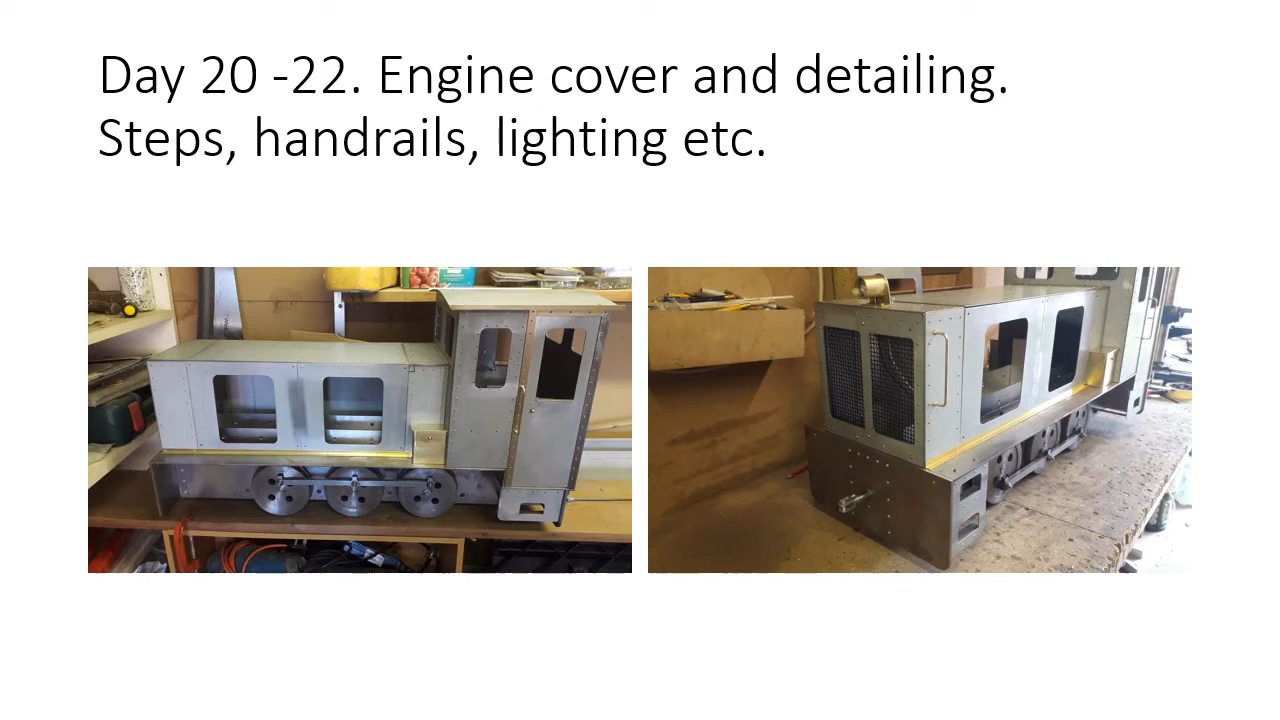 Day 20 -22. Engine cover and detailing.
Steps, handrails, lighting etc.